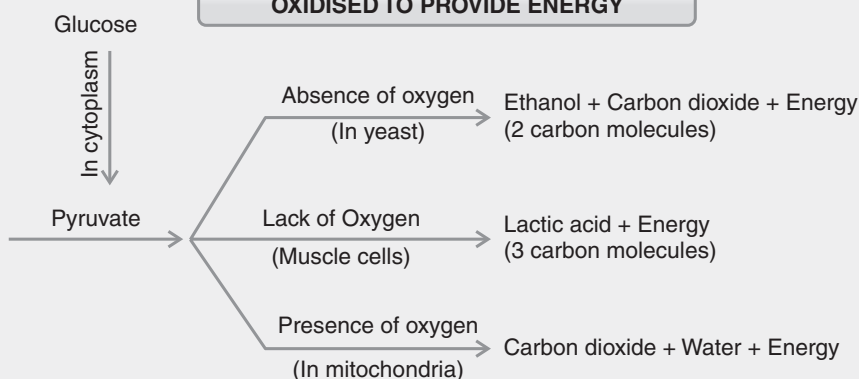 OXIDISED TO PROVIDE ENERGY
Glucose
In cytoplasm
Pyruvate
Absence of oxygen
(In yeast)
Ethanol + Carbon dioxide + Energy
(2 carbon molecules)
Lack of Oxygen
(Muscle cells)
Lactic acid + Energy
(3 carbon molecules)
Presence of oxygen
(In mitochondria)
Carbon dioxide + Water + Energy